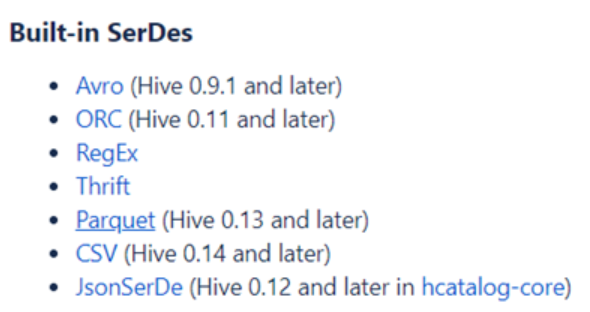 Built-in SerDes
• Avro (Hive 0.9.1 and later)
• ORC (Hive 0.11 and later)
• RegEx
• Thrift
• Parquet (Hive 0.13 and later)
• CSV (Hive 0.14 and later)
• JsonSerDe (Hive 0.12 and later in hcatalog-core)